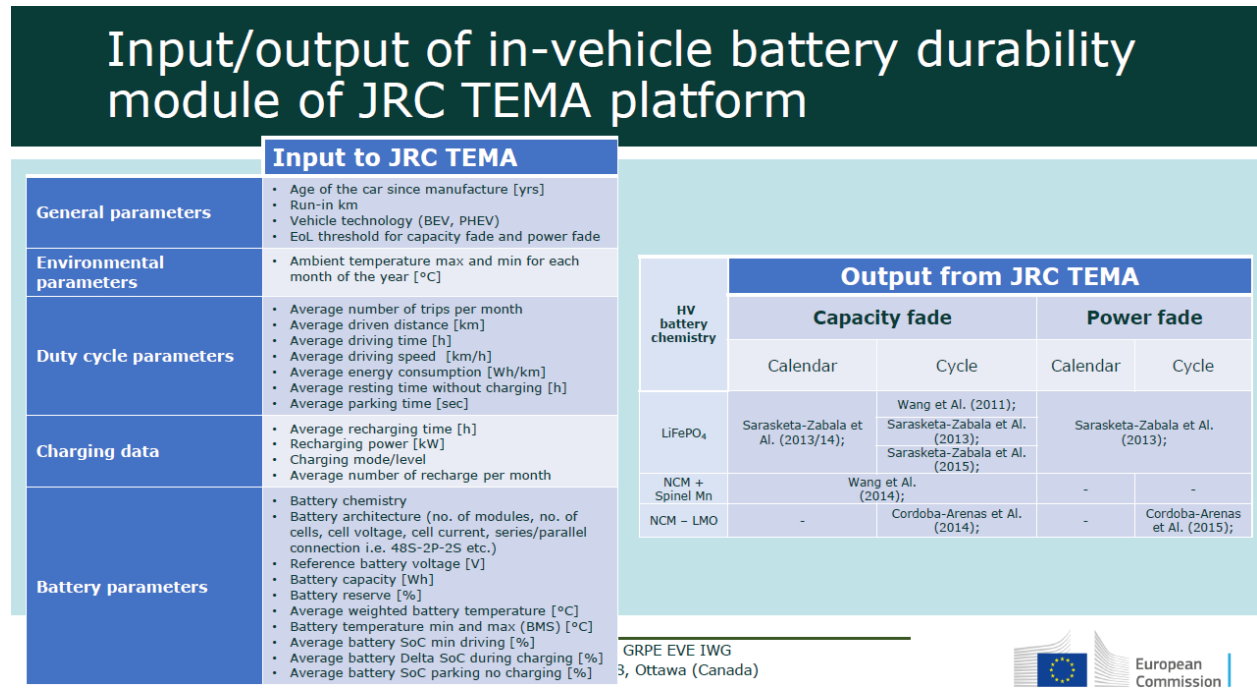 Input/output of in-vehicle battery durability
module of JRC TEMA platform
Input to JRC TEMA
General parameters
• Age of the car since manufacture [yrs]
• Run-in km
• Vehicle technology (BEV, PHEV)
• EoL threshold for capacity fade and power fade
Environmental
parameters
• Ambient temperature max and min for each
month of the year [°C]
Duty cycle parameters
• Average number of trips per month
• Average driven distance [km]
• Average driving time [h]
• Average driving speed [km/h]
• Average energy consumption [Wh/km]
• Average resting time without charging [h]
• Average parking time [sec]
Charging data
• Average recharging time [h]
• Recharging power [kW]
• Charging mode/level
• Average number of recharge per month
Battery parameters
• Battery chemistry
• Battery architecture (no. of modules, no. of
cells, cell voltage, cell current, series/parallel
connection i.e. 48S-2P-2S etc.)
• Reference battery voltage [V]
• Battery capacity [Wh]
• Battery reserve [%]
• Average weighted battery temperature [°C]
• Battery temperature min and max (BMS) [°C]
• Average battery SoC min driving [%]
• Average battery Delta SoC during charging [%]
• Average battery SoC parking no charging [%]
HV
battery
chemistry
Output from JRC TEMA
Capacity fade Power fade
Calendar Cycle Calendar Cycle
LiFePO₄
Sarasketa-Zabala et
Al. (2013/14);
Wang et Al. (2011);
Sarasketa-Zabala et Al.
(2013);
Sarasketa-Zabala et Al.
(2015);
Sarasketa-Zabala et Al.
(2013);
NCM +
Spinel Mn
Wang et Al.
(2014);
- -
NCM – LMO
-
Cordoba-Arenas et Al.
(2014);
-
Cordoba-Arenas
et Al. (2015);
GRPE EVE IWG
8, Ottawa (Canada)
European
Commission